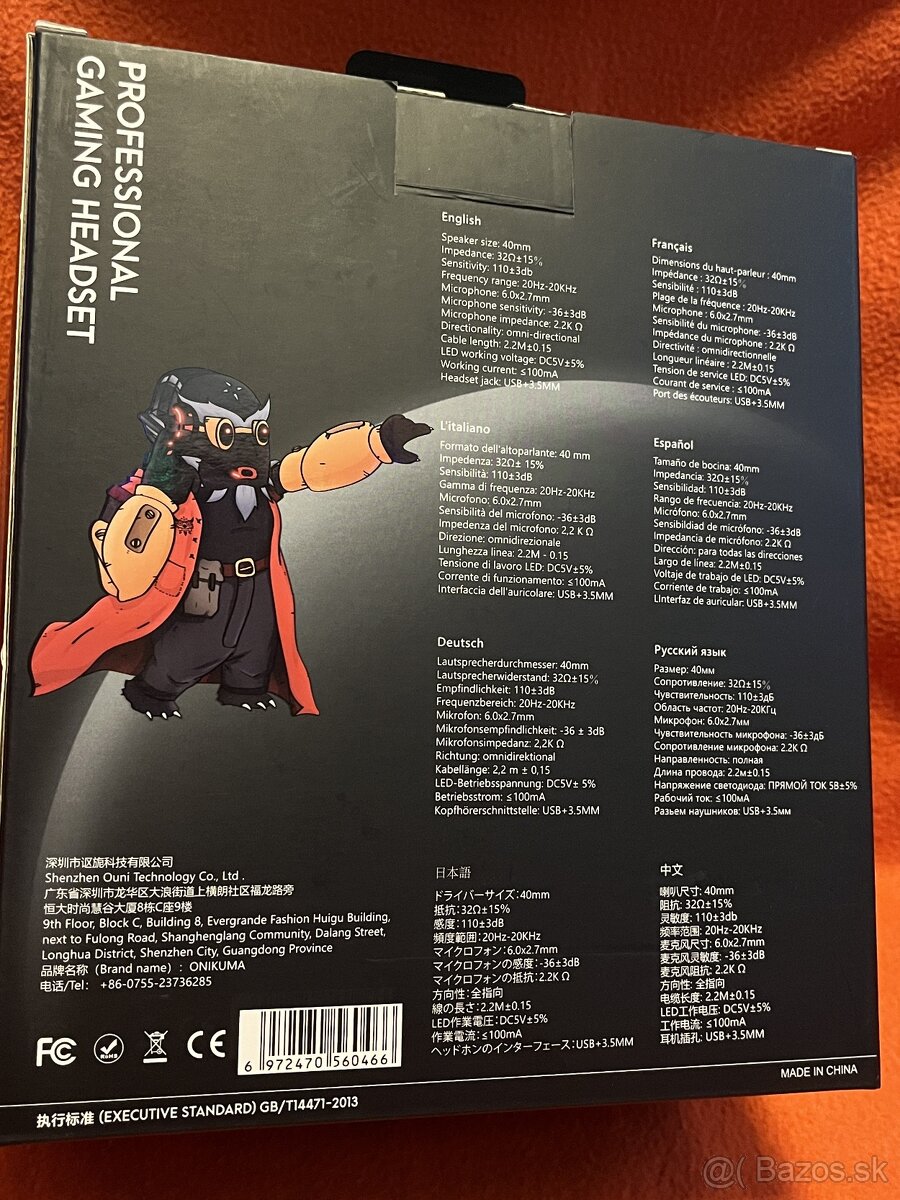 PROFESSIONAL
GAMING HEADSET
English
Speaker size: 40mm
Impedance: 32Ω±15%
Sensitivity: 110±3db
Frequency range: 20Hz-20KHz
Microphone: 6.0x2.7mm
Microphone sensitivity: -36±3dB
Microphone impedance: 2.2K Ω
Directionality: omni-directional
Cable length: 2.2M±0.15
LED working voltage: DC5V±5%
Working current: ≤100mA
Headset jack: USB+3.5MM
Français
Dimensions du haut-parleur : 40mm
Impédance : 32Ω±15%
Sensibilité : 110±3dB
Plage de la fréquence : 20Hz-20KHz
Microphone : 6.0x2.7mm
Sensibilité du microphone: -36±3dB
Impédance du microphone : 2.2K Ω
Directivité : omnidirectionnelle
Longueur linéaire : 2.2M±0.15
Tension de service LED: DC5V±5%
Courant de service : ≤100mA
Port des écouteurs: USB+3.5MM
L'italiano
Formato dell'altoparlante: 40 mm
Impedenza: 32Ω± 15%
Sensibilità: 110±3dB
Gamma di frequenza: 20Hz-20KHz
Microfono: 6.0x2.7mm
Sensibilità del microfono: -36±3dB
Impedenza del microfono: 2,2 K Ω
Direzione: omnidirezionale
Lunghezza linea: 2.2M - 0.15
Tensione di lavoro LED: DC5V±5%
Corrente di funzionamento: ≤100mA
Interfaccia dell'auricolare: USB+3.5MM
Español
Tamaño de bocina: 40mm
Impedancia: 32Ω±15%
Sensibilidad: 110±3dB
Rango de frecuencia: 20Hz-20KHz
Micrófono: 6.0x2.7mm
Sensibildiad de micrófono: -36±3dB
Impedancia de micrófono: 2.2K Ω
Dirección: para todas las direcciones
Largo de línea: 2.2M±0.15
Voltaje de trabajo de LED: DC5V±5%
Corriente de trabajo: ≤100mA
LInterfaz de auricular: USB+3.5MM
Deutsch
Lautsprecherdurchmesser: 40mm
Lautsprecherwiderstand: 32Ω±15%
Empfindlichkeit: 110±3dB
Frequenzbereich: 20Hz-20KHz
Mikrofon: 6.0x2.7mm
Mikrofonsempfindlichkeit: -36 ± 3dB
Mikrofonsimpedanz: 2,2K Ω
Richtung: omnidirektional
Kabellänge: 2,2 m ± 0,15
LED-Betriebsspannung: DC5V± 5%
Betriebsstrom: ≤100mA
Kopfhörerschnittstelle: USB+3.5MM
Русский язык
Размер: 40мм
Сопротивление: 32Ω±15%
Чувствительность: 110±3дБ
Область частот: 20Hz-20КГц
Микрофон: 6.0x2.7мм
Чувствительность микрофона: -36±3дБ
Сопротивление микрофона: 2.2K Ω
Направленность: полная
Длина провода: 2.2м±0.15
Напряжение светодиода: ПРЯМОЙ ТОК 5В±5%
Рабочий ток: ≤100мА
Разьем наушников: USB+3.5мм
深圳市讴旎科技有限公司
Shenzhen Ouni Technology Co., Ltd .
广东省深圳市龙华区大浪街道上横朗社区福龙路旁
恒大时尚慧谷大厦8栋C座9楼
9th Floor, Block C, Building 8, Evergrande Fashion Huigu Building,
next to Fulong Road, Shanghenglang Community, Dalang Street,
Longhua District, Shenzhen City, Guangdong Province
品牌名称（Brand name）: ONIKUMA
电话/Tel: +86-0755-23736285
日本語
ドライバーサイズ:40mm
抵抗:32Ω±15%
感度:110±3dB
頻度範囲:20Hz-20KHz
マイクロフォン:6.0x2.7mm
マイクロフォンの感度:-36±3dB
マイクロフォンの抵抗:2.2K Ω
方向性:全指向
線の長さ:2.2M±0.15
LED作業電圧:DC5V±5%
作業電流:≤100mA
ヘッドホンのインターフェース:USB+3.5MM
中文
喇叭尺寸: 40mm
阻抗: 32Ω±15%
灵敏度: 110±3db
频率范围: 20Hz-20KHz
麦克风尺寸: 6.0x2.7mm
麦克风灵敏度: -36±3dB
麦克风阻抗: 2.2K Ω
方向性: 全指向
电缆长度: 2.2M±0.15
LED工作电压: DC5V±5%
工作电流: ≤100mA
耳机插孔: USB+3.5MM
FC RoHS CE
6 972470 560466
MADE IN CHINA
执行标准 (EXECUTIVE STANDARD) GB/T14471-2013
@( Bazos.sk